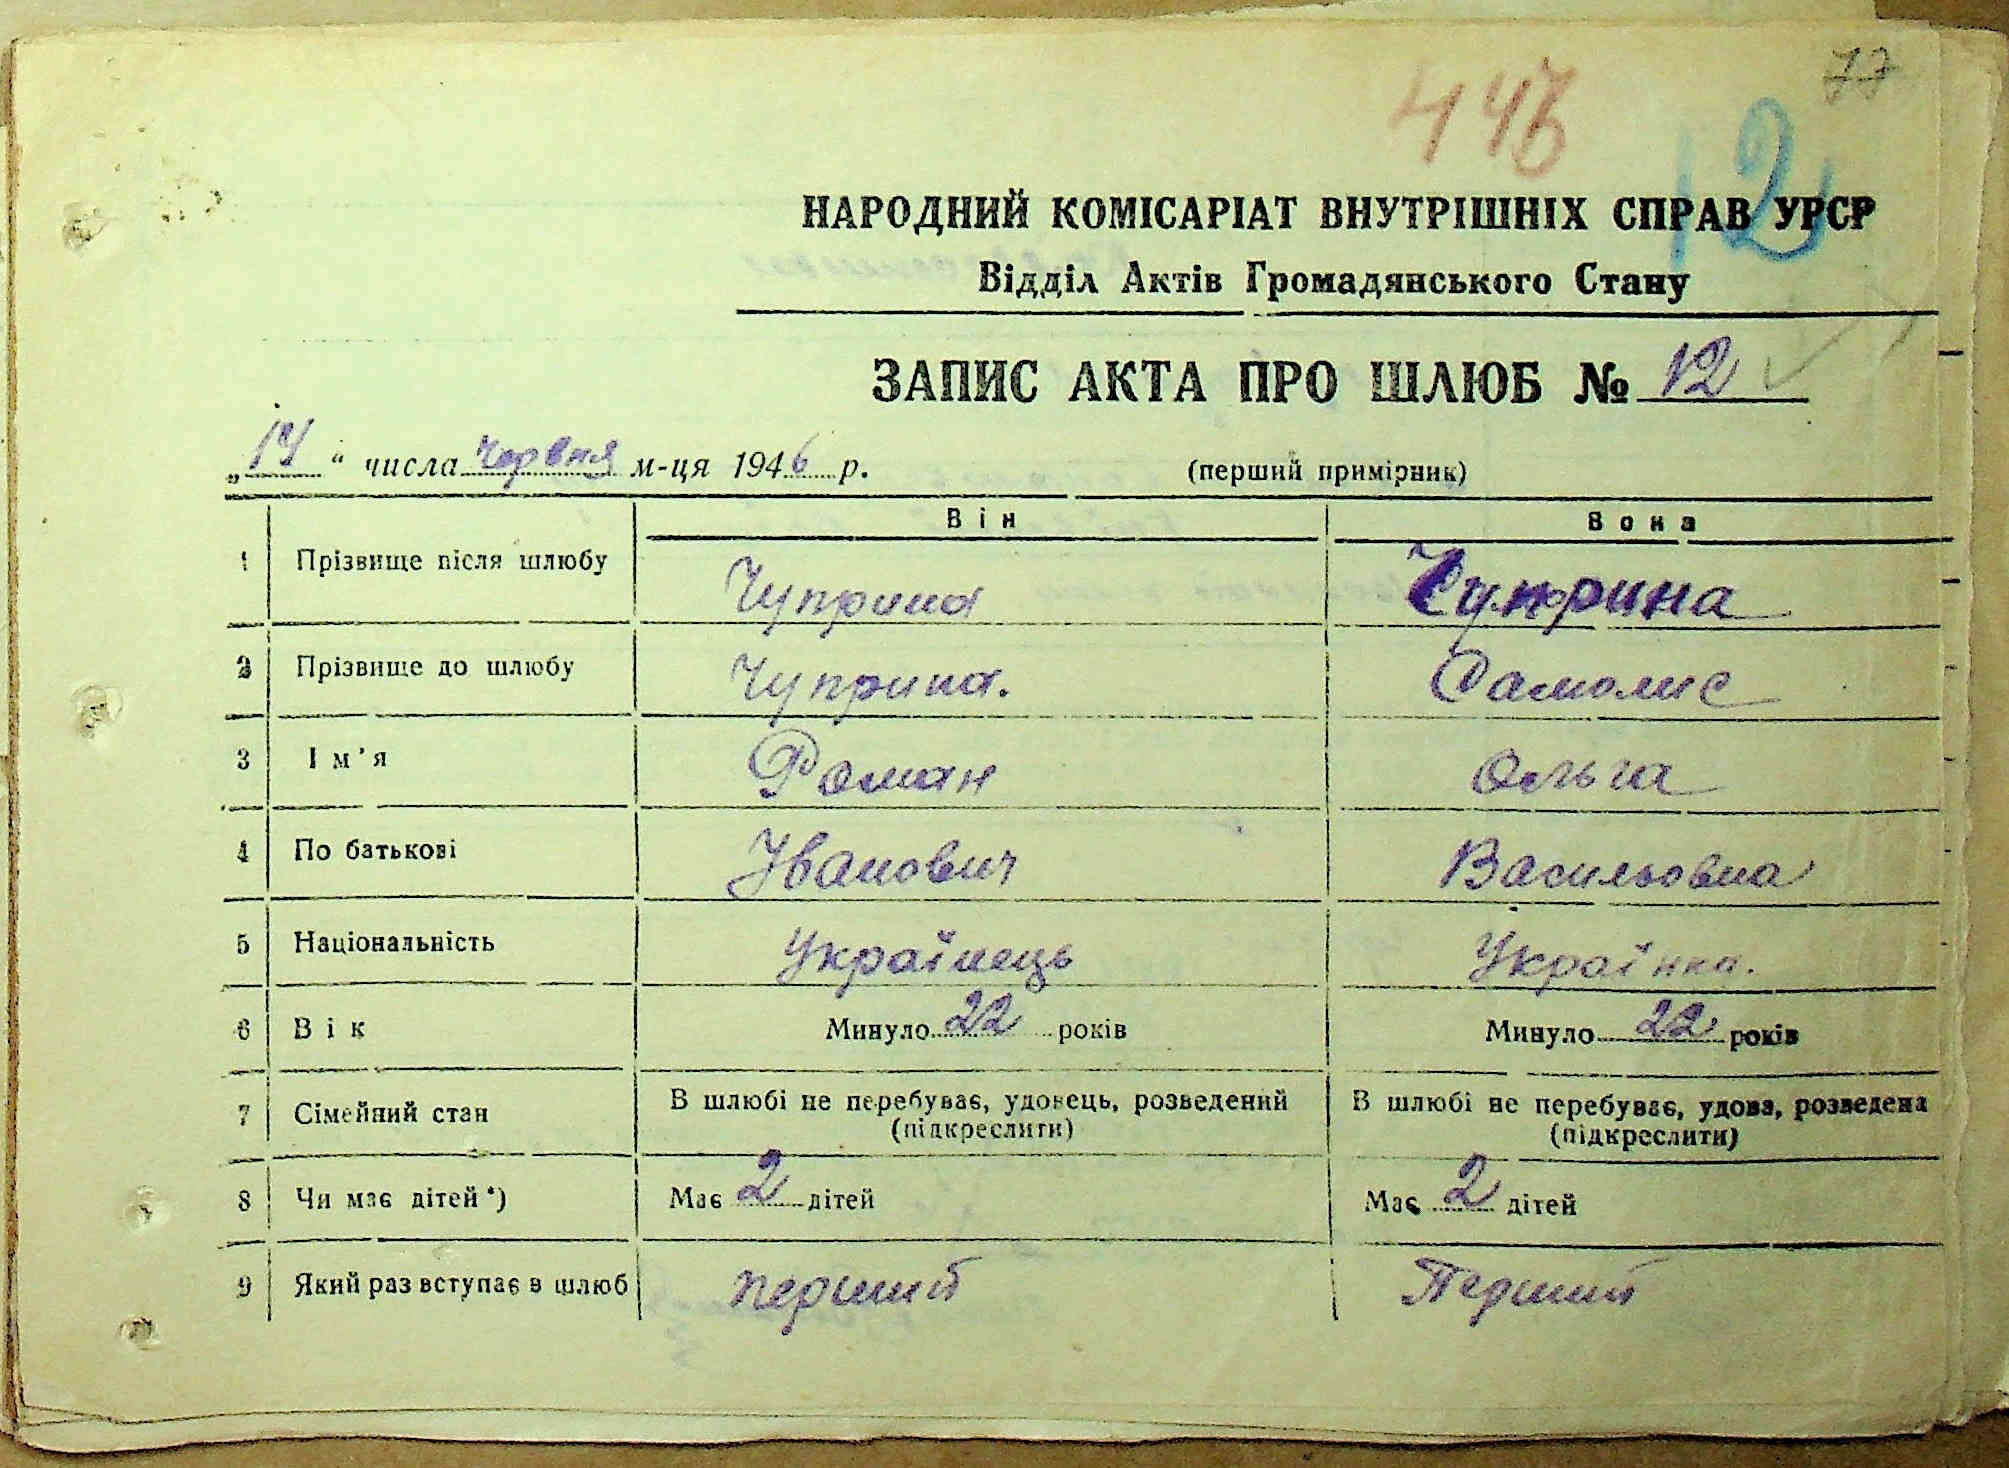 77
446
12
НАРОДНИЙ КОМІСАРІАТ ВНУТРІШНІХ СПРАВ УРСР
Відділ Актів Громадянського Стану
ЗАПИС АКТА ПРО ШЛЮБ № 12
„14" числа червня м-ця 1946 р. (перший примірник)
Він Вона
1 Прізвище після шлюбу Чуприна Чуприна
2 Прізвище до шлюбу Чуприна. Самолис
3 Ім'я Роман Ольга
4 По батькові Иванович Васильовна
5 Національність Українець Українка.
6 Вік Минуло 22 років Минуло 22 років
7 Сімейний стан В шлюбі не перебуває, удовець, розведений В шлюбі не перебуває, удова, розведена
(підкреслити) (підкреслити)
8 Чи має дітей*) Має 2 дітей Має 2 дітей
9 Який раз вступає в шлюб перший Перший